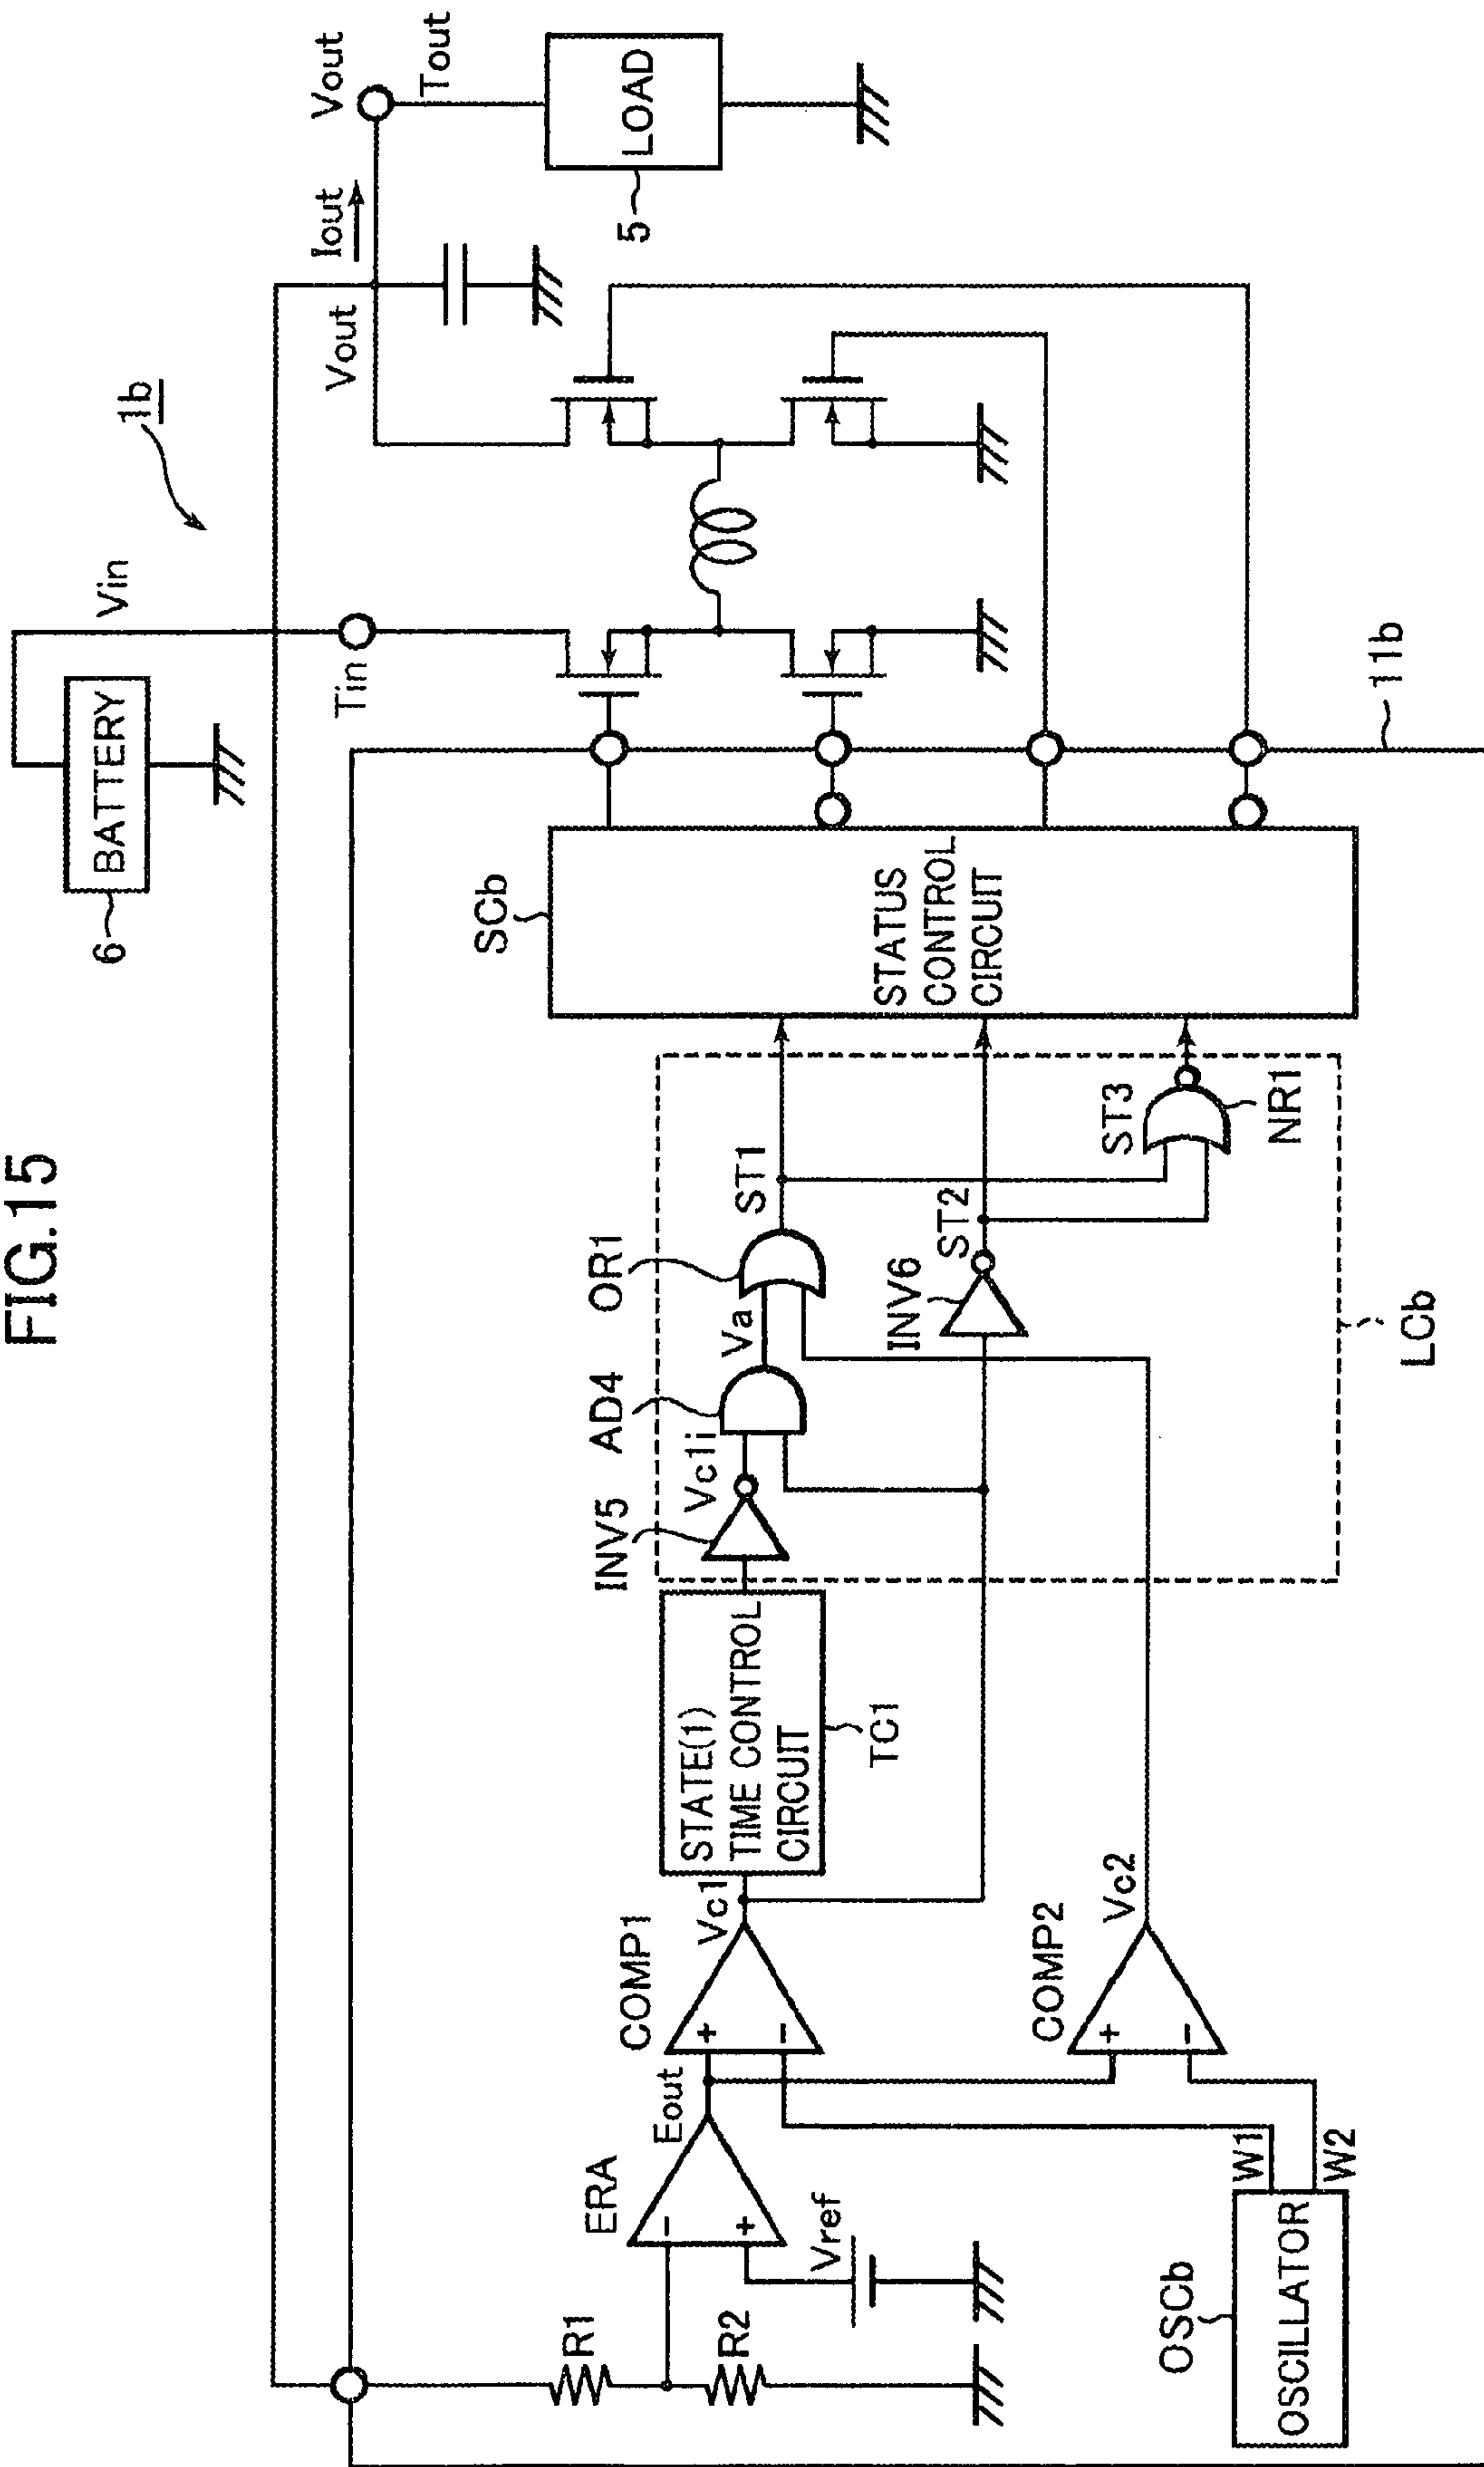 FIG.15
1b
6
BATTERY
Vin
Tin
Vout
Iout
Vout
Tout
LOAD
5
SCb
STATUS
CONTROL
CIRCUIT
11b
R1
R2
ERA
-
+
Vref
Eout
COMP1
+
-
Vc1
STATE(1)
TIME CONTROL
CIRCUIT
TC1
INV5
Vc1i
AD4
Va
OR1
ST1
INV6
ST2
ST3
NR1
LCb
COMP2
+
-
Vc2
OSCb
OSCILLATOR
W1
W2